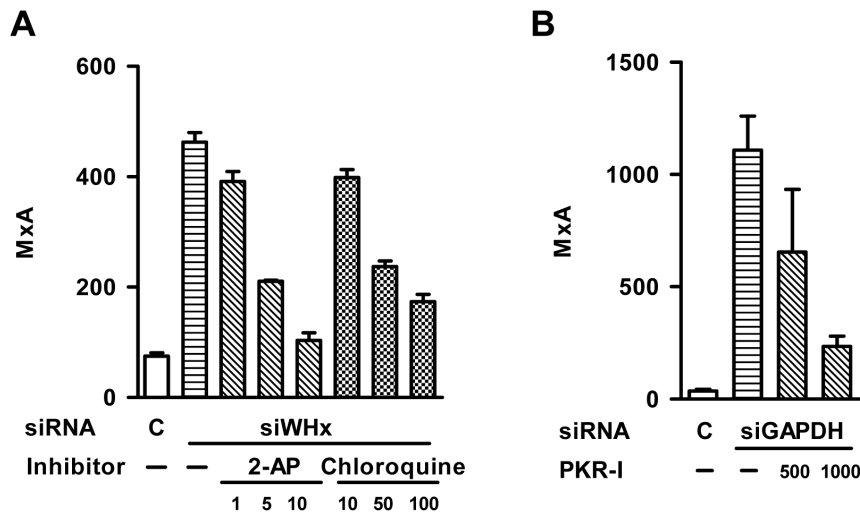 A
MxA
600
400
200
0
siRNA C siWHx
Inhibitor – – 2-AP Chloroquine
1 5 10 10 50 100
B
MxA
1500
1000
500
0
siRNA C siGAPDH
PKR-I – – 500 1000